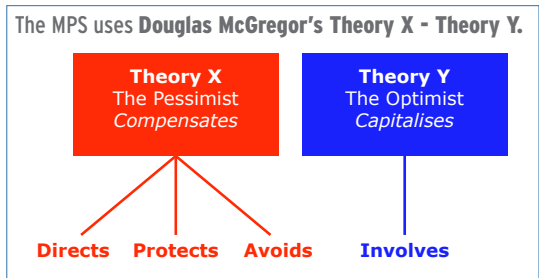 The MPS uses Douglas McGregor's Theory X - Theory Y.
Theory X
The Pessimist
Compensates
Theory Y
The Optimist
Capitalises
Directs Protects Avoids Involves